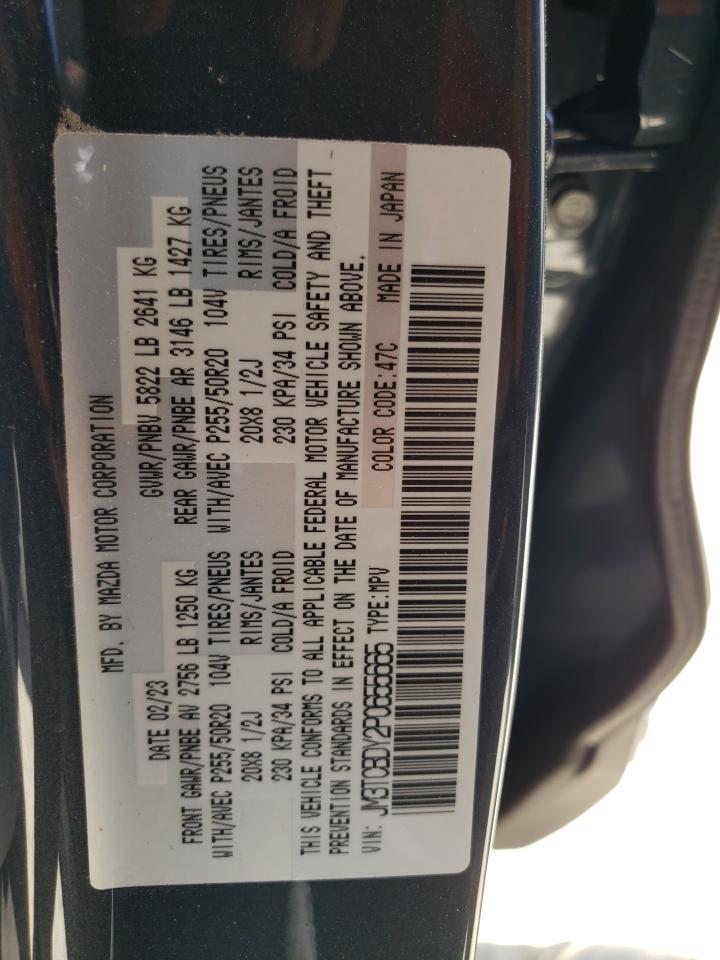 MFD. BY MAZDA MOTOR CORPORATION
DATE 02/23 GVWR/PNBV 5822 LB 2641 KG
FRONT GAWR/PNBE AV 2756 LB 1250 KG REAR GAWR/PNBE AR 3146 LB 1427 KG
WITH/AVEC P255/50R20 104V TIRES/PNEUS WITH/AVEC P255/50R20 104V TIRES/PNEUS
20X8 1/2J RIMS/JANTES 20X8 1/2J RIMS/JANTES
230 KPA/34 PSI COLD/A FROID 230 KPA/34 PSI COLD/A FROID
THIS VEHICLE CONFORMS TO ALL APPLICABLE FEDERAL MOTOR VEHICLE SAFETY AND THEFT
PREVENTION STANDARDS IN EFFECT ON THE DATE OF MANUFACTURE SHOWN ABOVE.
VIN: TYPE:MPV COLOR CODE:47C MADE IN JAPAN